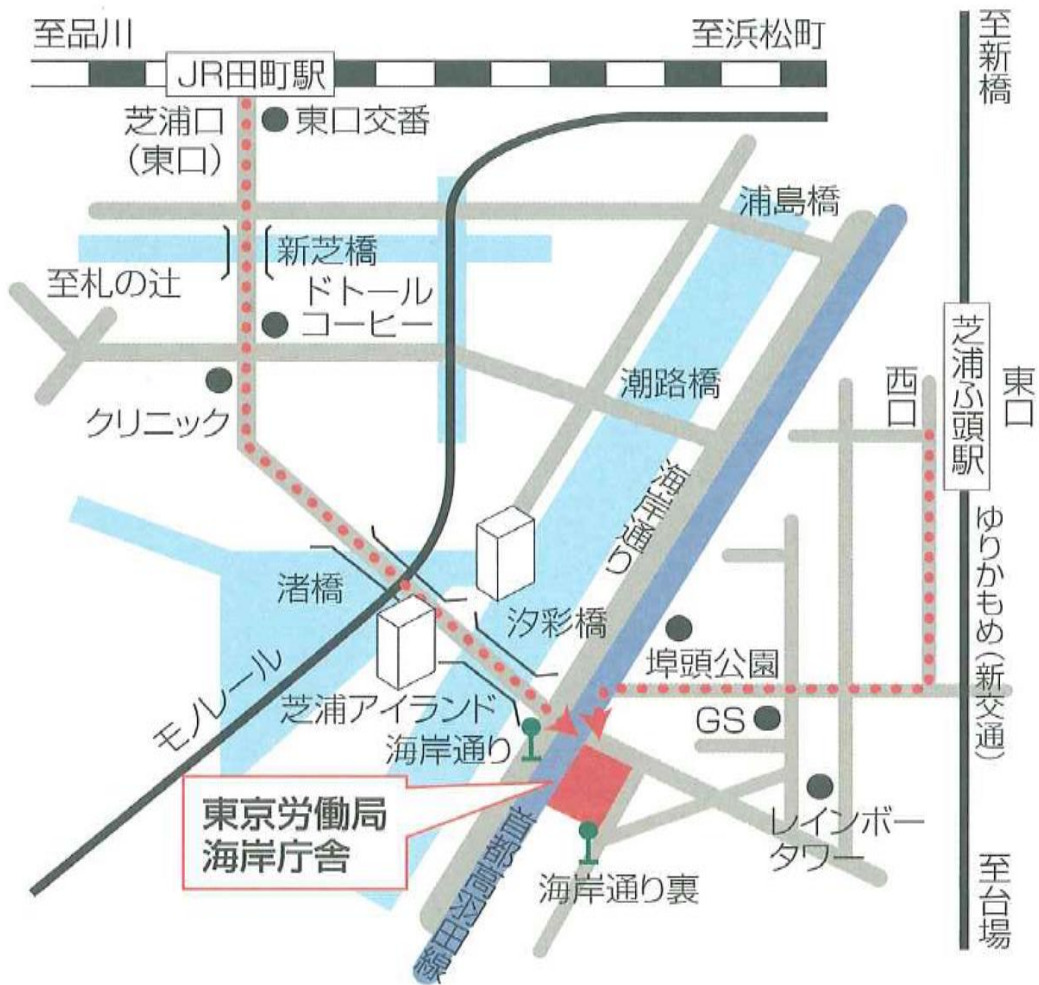 至品川
至浜松町
至新橋
JR田町駅
芝浦口
(東口)
東口交番
浦島橋
新芝橋
至札の辻
ドトール
コーヒー
芝浦ふ頭駅
西口
東口
潮路橋
クリニック
海岸通り
ゆりかもめ(新交通)
渚橋
汐彩橋
埠頭公園
モノレール
芝浦アイランド
GS
海岸通り
東京労働局
海岸庁舎
首都高羽田線
レインボー
タワー
海岸通り裏
至台場